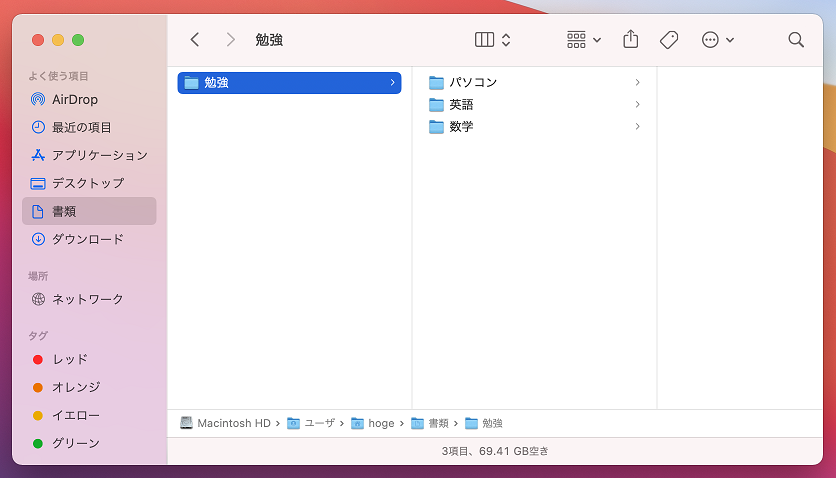 勉強
よく使う項目
AirDrop
最近の項目
アプリケーション
デスクトップ
書類
ダウンロード
場所
ネットワーク
タグ
レッド
オレンジ
イエロー
グリーン
勉強
パソコン
英語
数学
Macintosh HD › ユーザ › hoge › 書類 › 勉強
3項目、69.41 GB空き